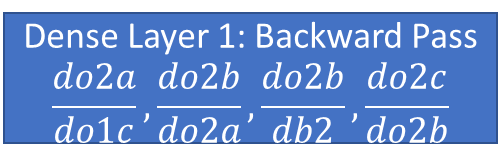 Dense Layer 1: Backward Pass
do2a/do1c, do2b/do2a, do2b/db2, do2c/do2b